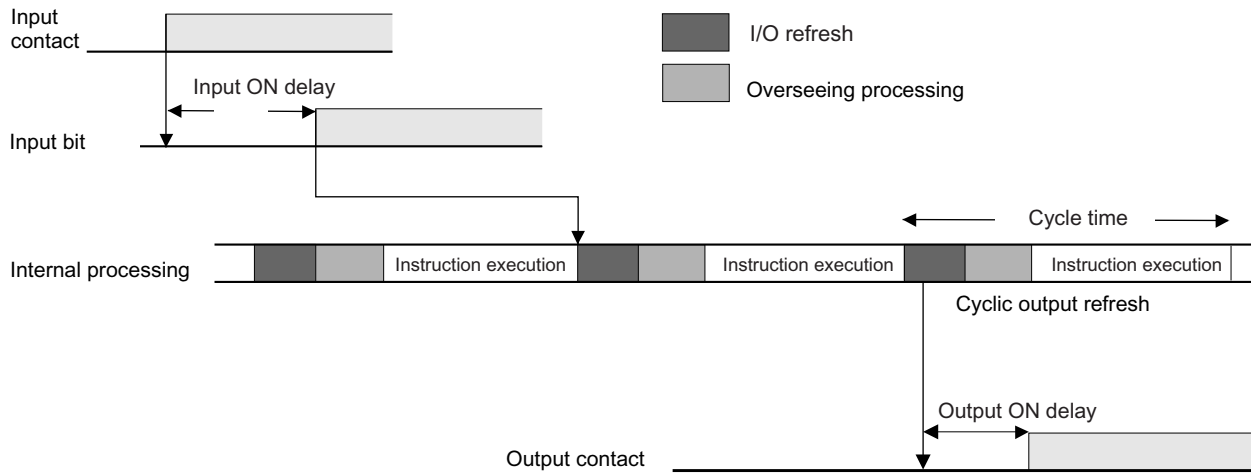 Input
contact
I/O refresh
Overseeing processing
Input ON delay
Input bit
Cycle time
Internal processing
Instruction execution
Instruction execution
Instruction execution
Cyclic output refresh
Output ON delay
Output contact